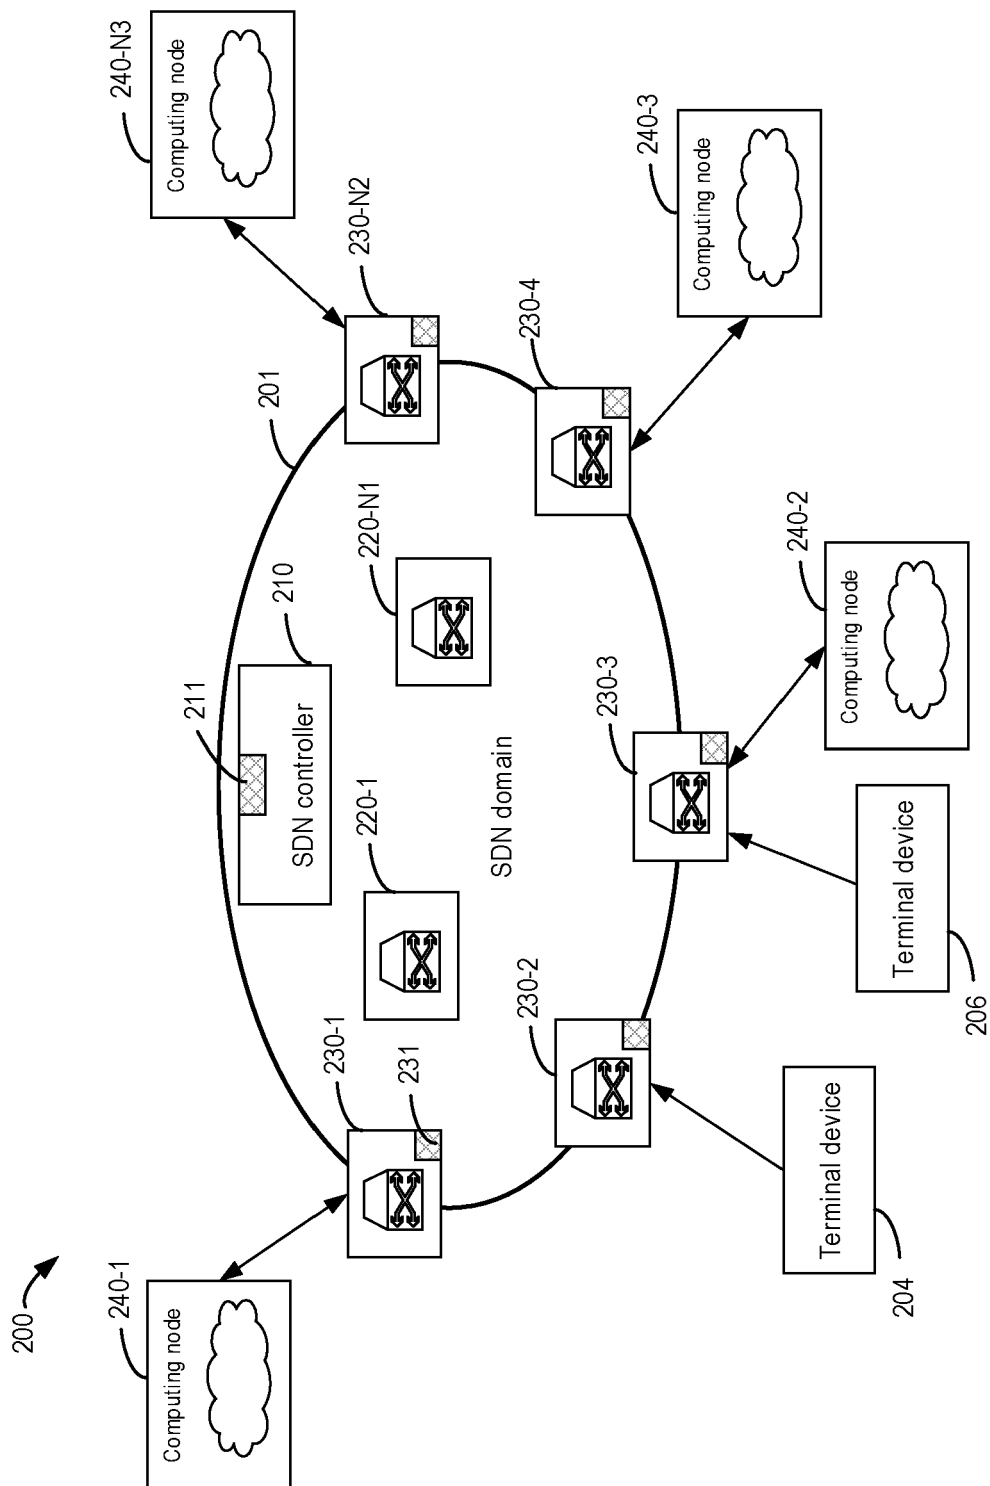 200
240-1
Computing node
230-1
231
201
211
SDN controller
210
220-1
220-N1
SDN domain
240-N3
Computing node
230-N2
230-4
240-3
Computing node
230-2
230-3
240-2
Computing node
Terminal device
204
Terminal device
206